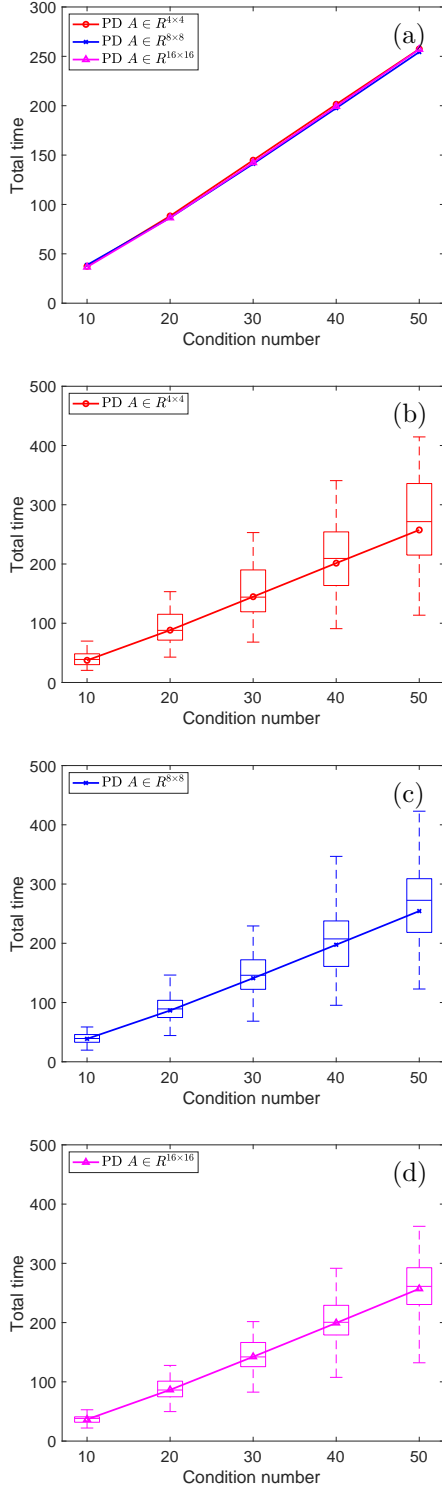 300
250
200
150
100
50
0
PD A ∈ R^{4×4}
PD A ∈ R^{8×8}
PD A ∈ R^{16×16}
(a)
Total time
10 20 30 40 50
Condition number
500
400
300
200
100
0
PD A ∈ R^{4×4}
(b)
Total time
10 20 30 40 50
Condition number
500
400
300
200
100
0
PD A ∈ R^{8×8}
(c)
Total time
10 20 30 40 50
Condition number
500
400
300
200
100
0
PD A ∈ R^{16×16}
(d)
Total time
10 20 30 40 50
Condition number